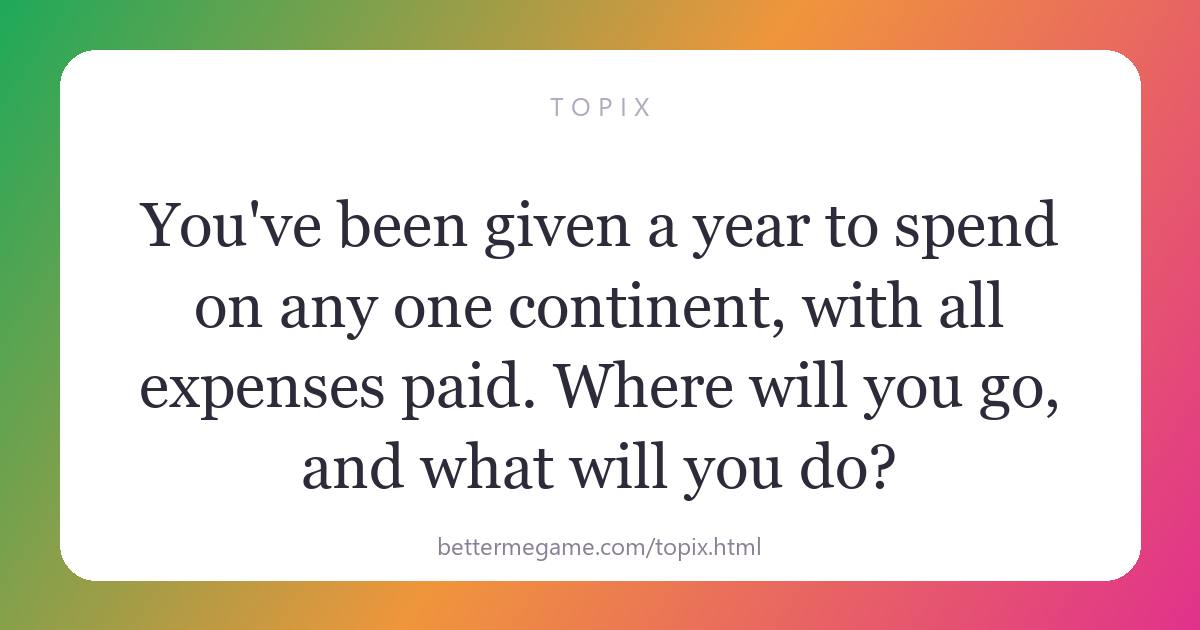 TOPIX
You've been given a year to spend
on any one continent, with all
expenses paid. Where will you go,
and what will you do?
bettermegame.com/topix.html